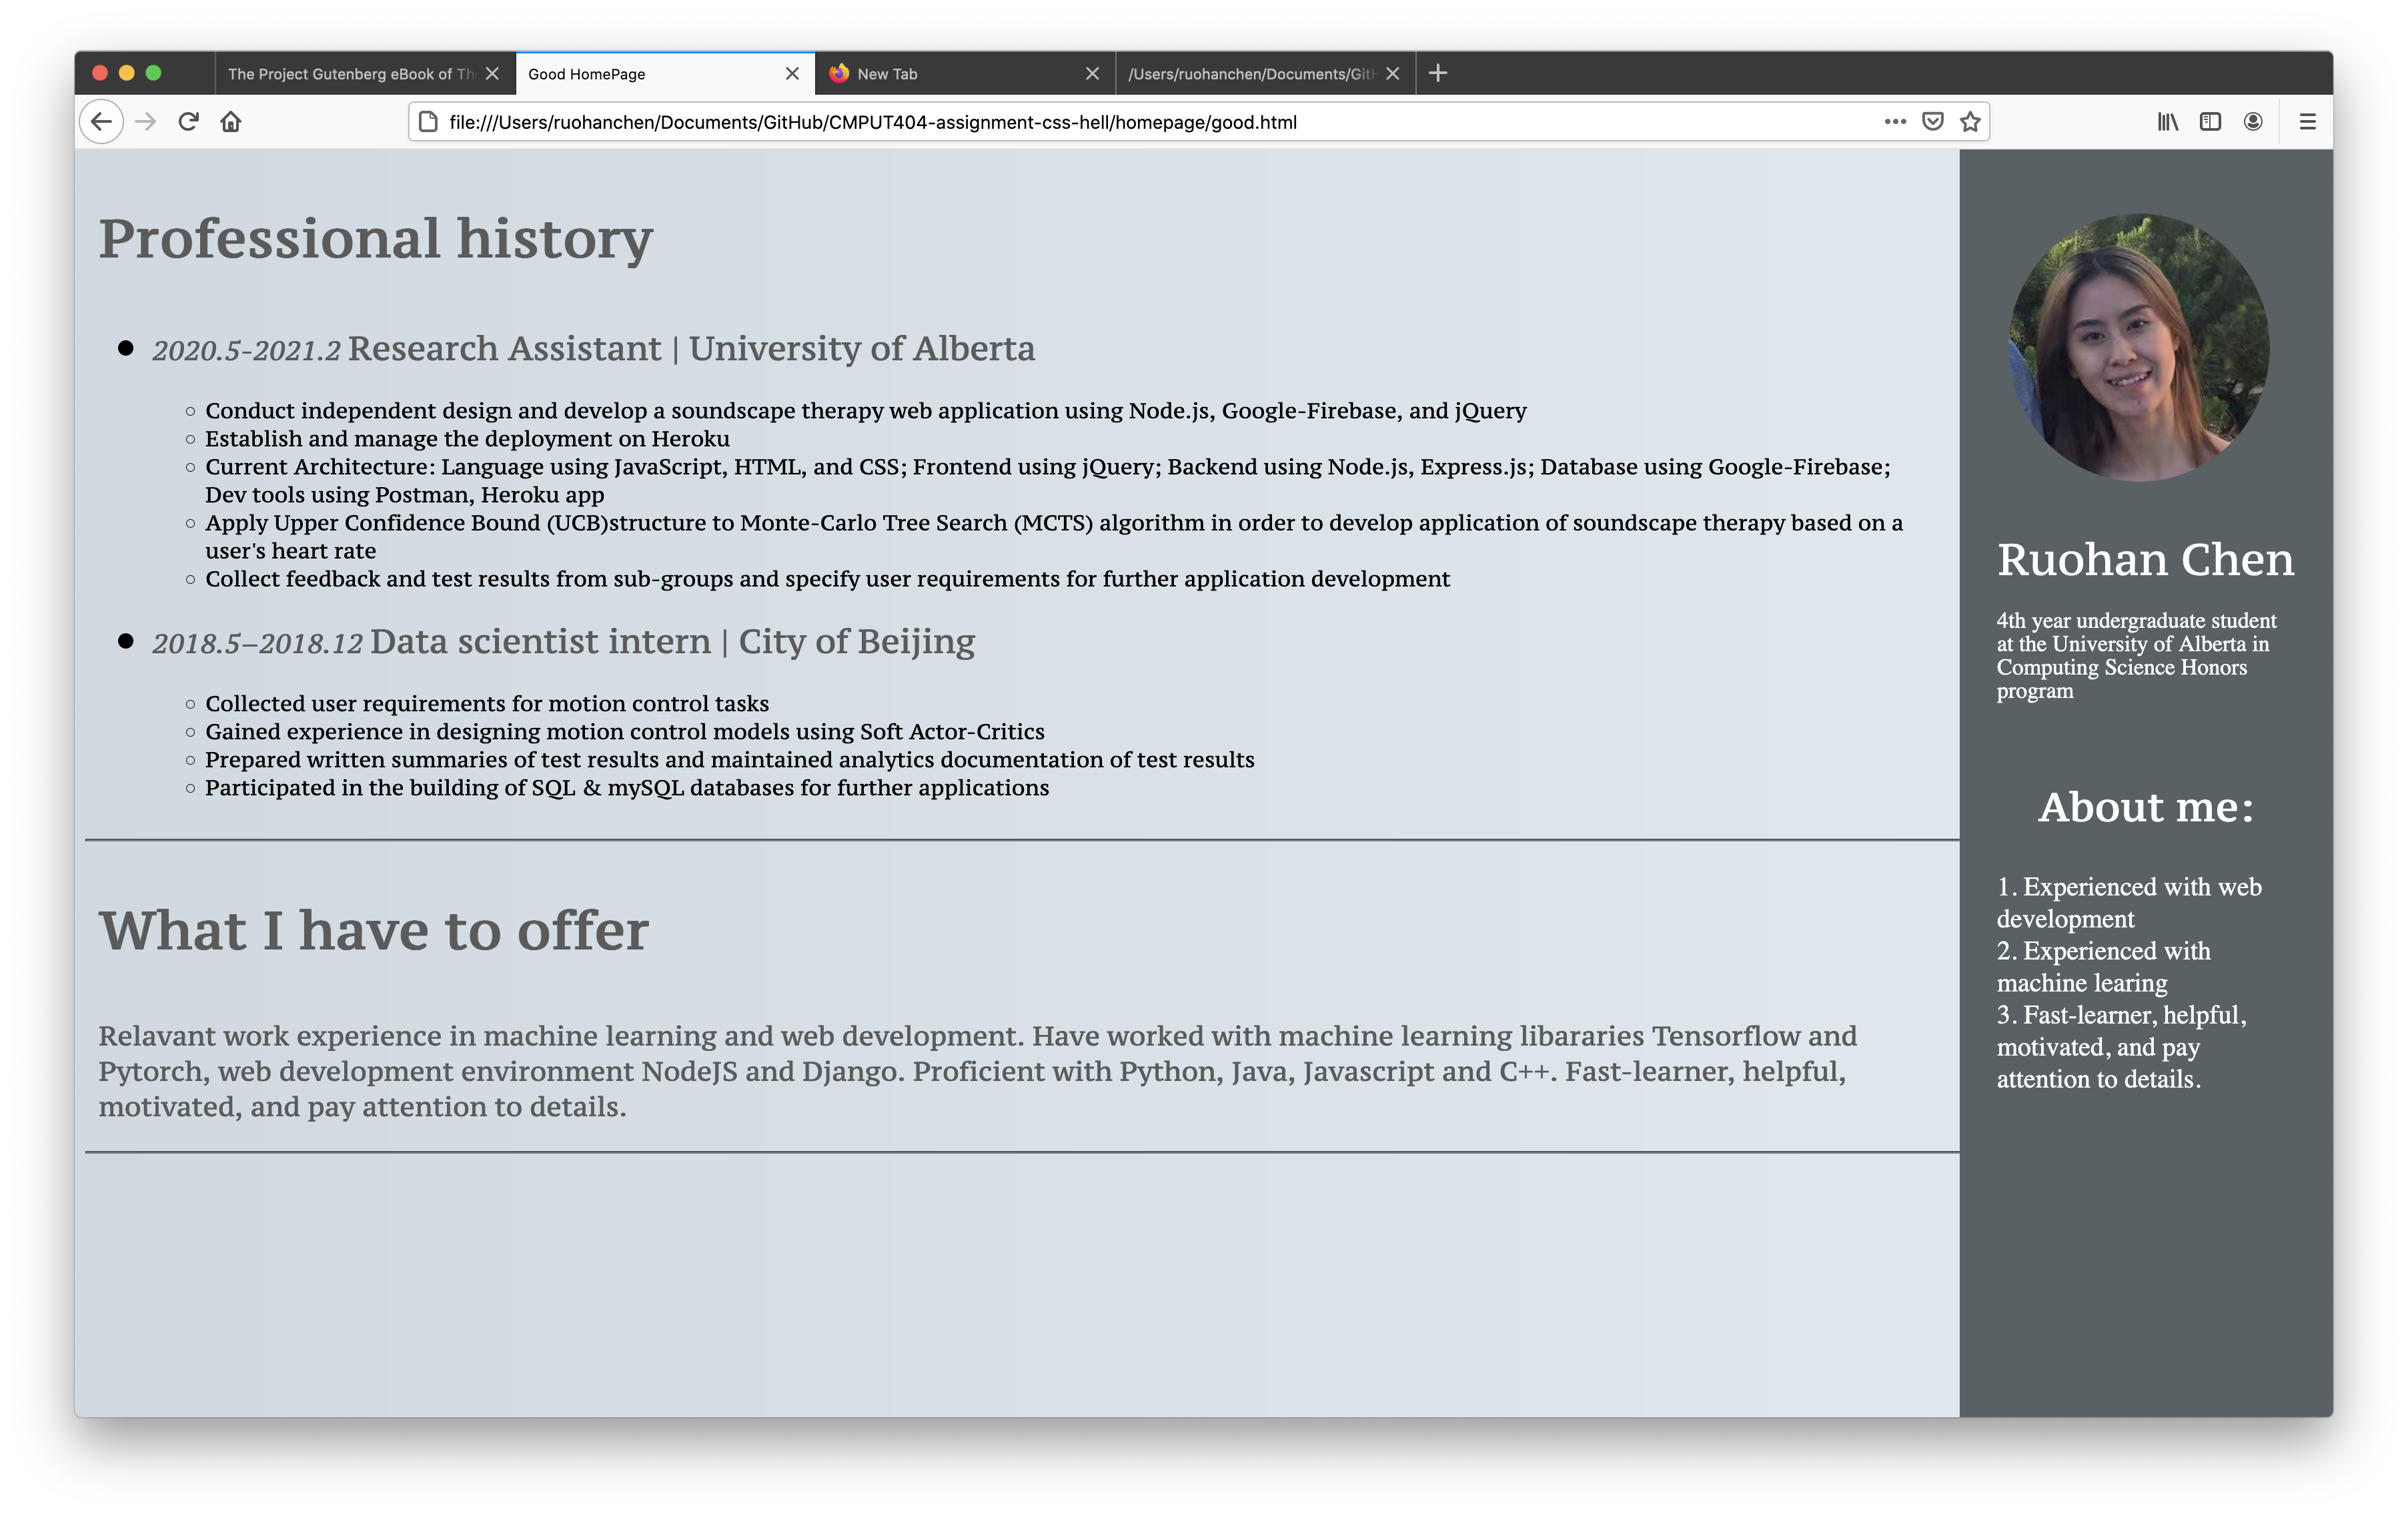 The Project Gutenberg eBook of Th
Good HomePage
New Tab
/Users/ruohanchen/Documents/GitH
file:///Users/ruohanchen/Documents/GitHub/CMPUT404-assignment-css-hell/homepage/good.html
Professional history
2020.5-2021.2 Research Assistant | University of Alberta
Conduct independent design and develop a soundscape therapy web application using Node.js, Google-Firebase, and jQuery
Establish and manage the deployment on Heroku
Current Architecture: Language using JavaScript, HTML, and CSS; Frontend using jQuery; Backend using Node.js, Express.js; Database using Google-Firebase;
Dev tools using Postman, Heroku app
Apply Upper Confidence Bound (UCB)structure to Monte-Carlo Tree Search (MCTS) algorithm in order to develop application of soundscape therapy based on a
user's heart rate
Collect feedback and test results from sub-groups and specify user requirements for further application development
2018.5–2018.12 Data scientist intern | City of Beijing
Collected user requirements for motion control tasks
Gained experience in designing motion control models using Soft Actor-Critics
Prepared written summaries of test results and maintained analytics documentation of test results
Participated in the building of SQL & mySQL databases for further applications
What I have to offer
Relavant work experience in machine learning and web development. Have worked with machine learning libararies Tensorflow and
Pytorch, web development environment NodeJS and Django. Proficient with Python, Java, Javascript and C++. Fast-learner, helpful,
motivated, and pay attention to details.
Ruohan Chen
4th year undergraduate student
at the University of Alberta in
Computing Science Honors
program
About me:
1. Experienced with web
development
2. Experienced with
machine learing
3. Fast-learner, helpful,
motivated, and pay
attention to details.